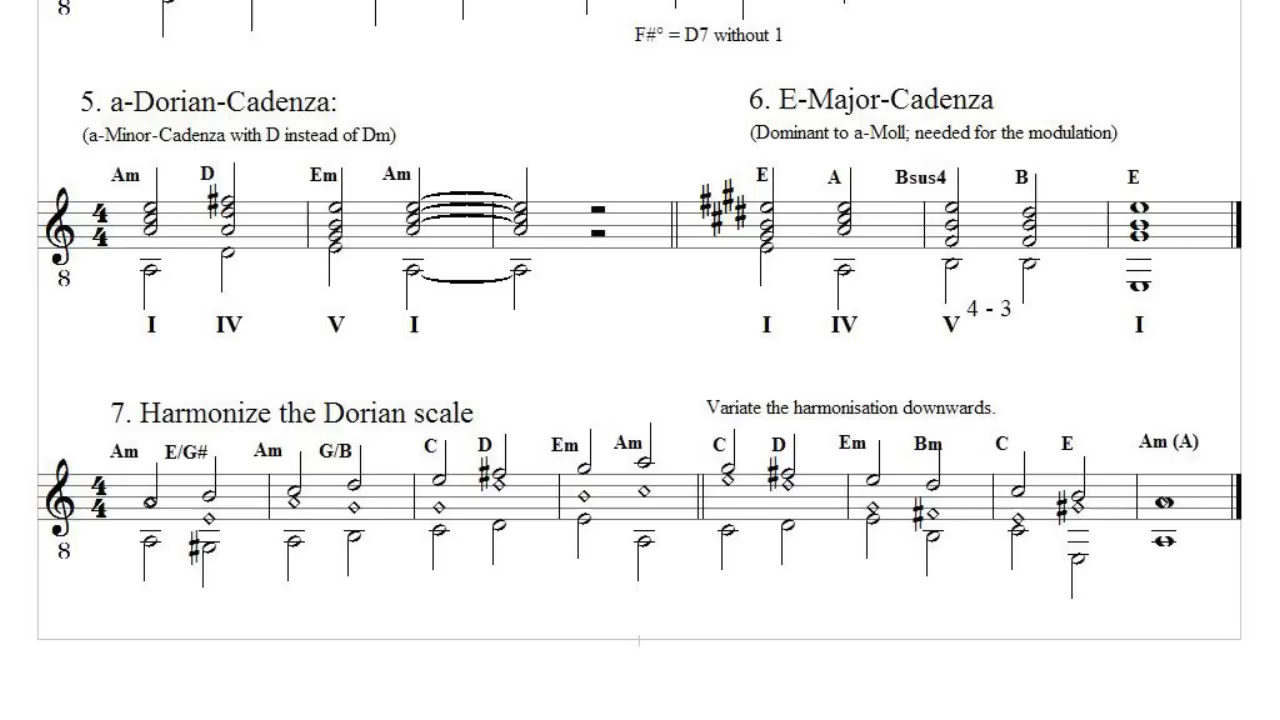 8
F#° = D7 without 1
5. a-Dorian-Cadenza:
(a-Minor-Cadenza with D instead of Dm)
Am D Em Am
4 4
8
I IV V I
6. E-Major-Cadenza
(Dominant to a-Moll; needed for the modulation)
E A Bsus4 B E
4 - 3
I IV V I
7. Harmonize the Dorian scale
Variate the harmonisation downwards.
Am E/G# Am G/B C D Em Am C D Em Bm C E Am (A)
4 4
8